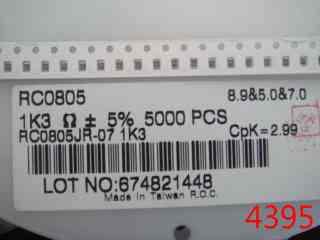 RC0805 8.9&5.0&7.0
1K3 Ω ± 5% 5000 PCS
RC0805JR-07 1K3 CpK=2.99
LOT NO:674821448
Made in Taiwan R.O.C.
4395